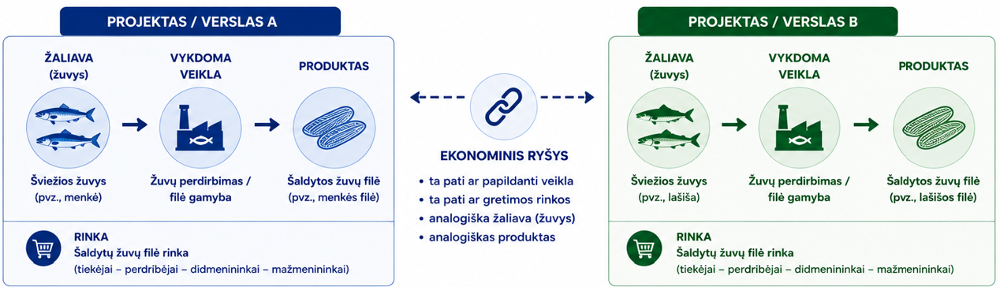 PROJEKTAS / VERSLAS A
ŽALIAVA
(žuvys)
VYKDOMA
VEIKLA
PRODUKTAS
Šviežios žuvys
(pvz., menkė)
Žuvų perdirbimas /
filė gamyba
Šaldytos žuvų filė
(pvz., menkės filė)
RINKA
Šaldytų žuvų filė rinka
(tiekėjai – perdribėjai – didmenininkai – mažmenininkai)
EKONOMINIS RYŠYS
• ta pati ar papildanti veikla
• ta pati ar gretimos rinkos
• analogiška žaliava (žuvys)
• analogiškas produktas
PROJEKTAS / VERSLAS B
ŽALIAVA
(žuvys)
VYKDOMA
VEIKLA
PRODUKTAS
Šviežios žuvys
(pvz., lašiša)
Žuvų perdirbimas /
filė gamyba
Šaldytos žuvų filė
(pvz., lašišos filė)
RINKA
Šaldytų žuvų filė rinka
(tiekėjai – perdribėjai – didmenininkai – mažmenininkai)